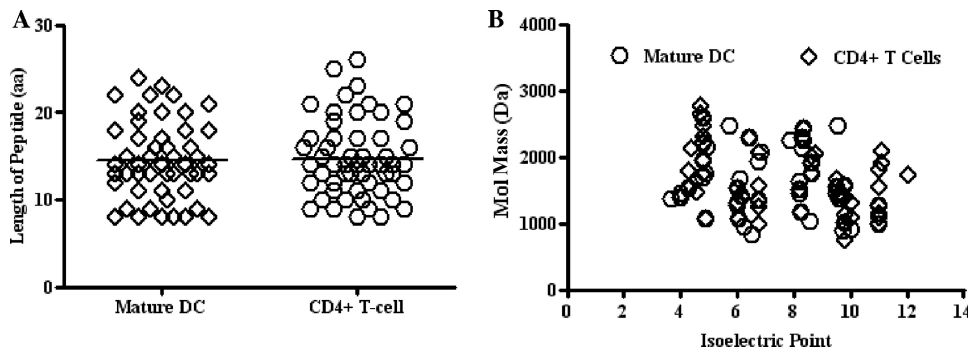 A
Length of Peptide (aa)
30
20
10
0
Mature DC
CD4+ T-cell
B
Mol Mass (Da)
4000
3000
2000
1000
0
Mature DC
CD4+ T Cells
0 2 4 6 8 10 12 14
Isoelectric Point